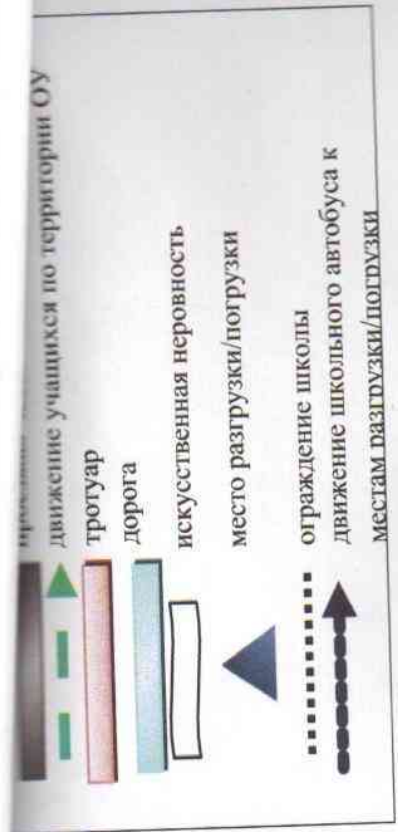 движение учащихся по территории ОУ
тротуар
дорога
искусственная неровность
место разгрузки/погрузки
ограждение школы
движение школьного автобуса к
местам разгрузки/погрузки